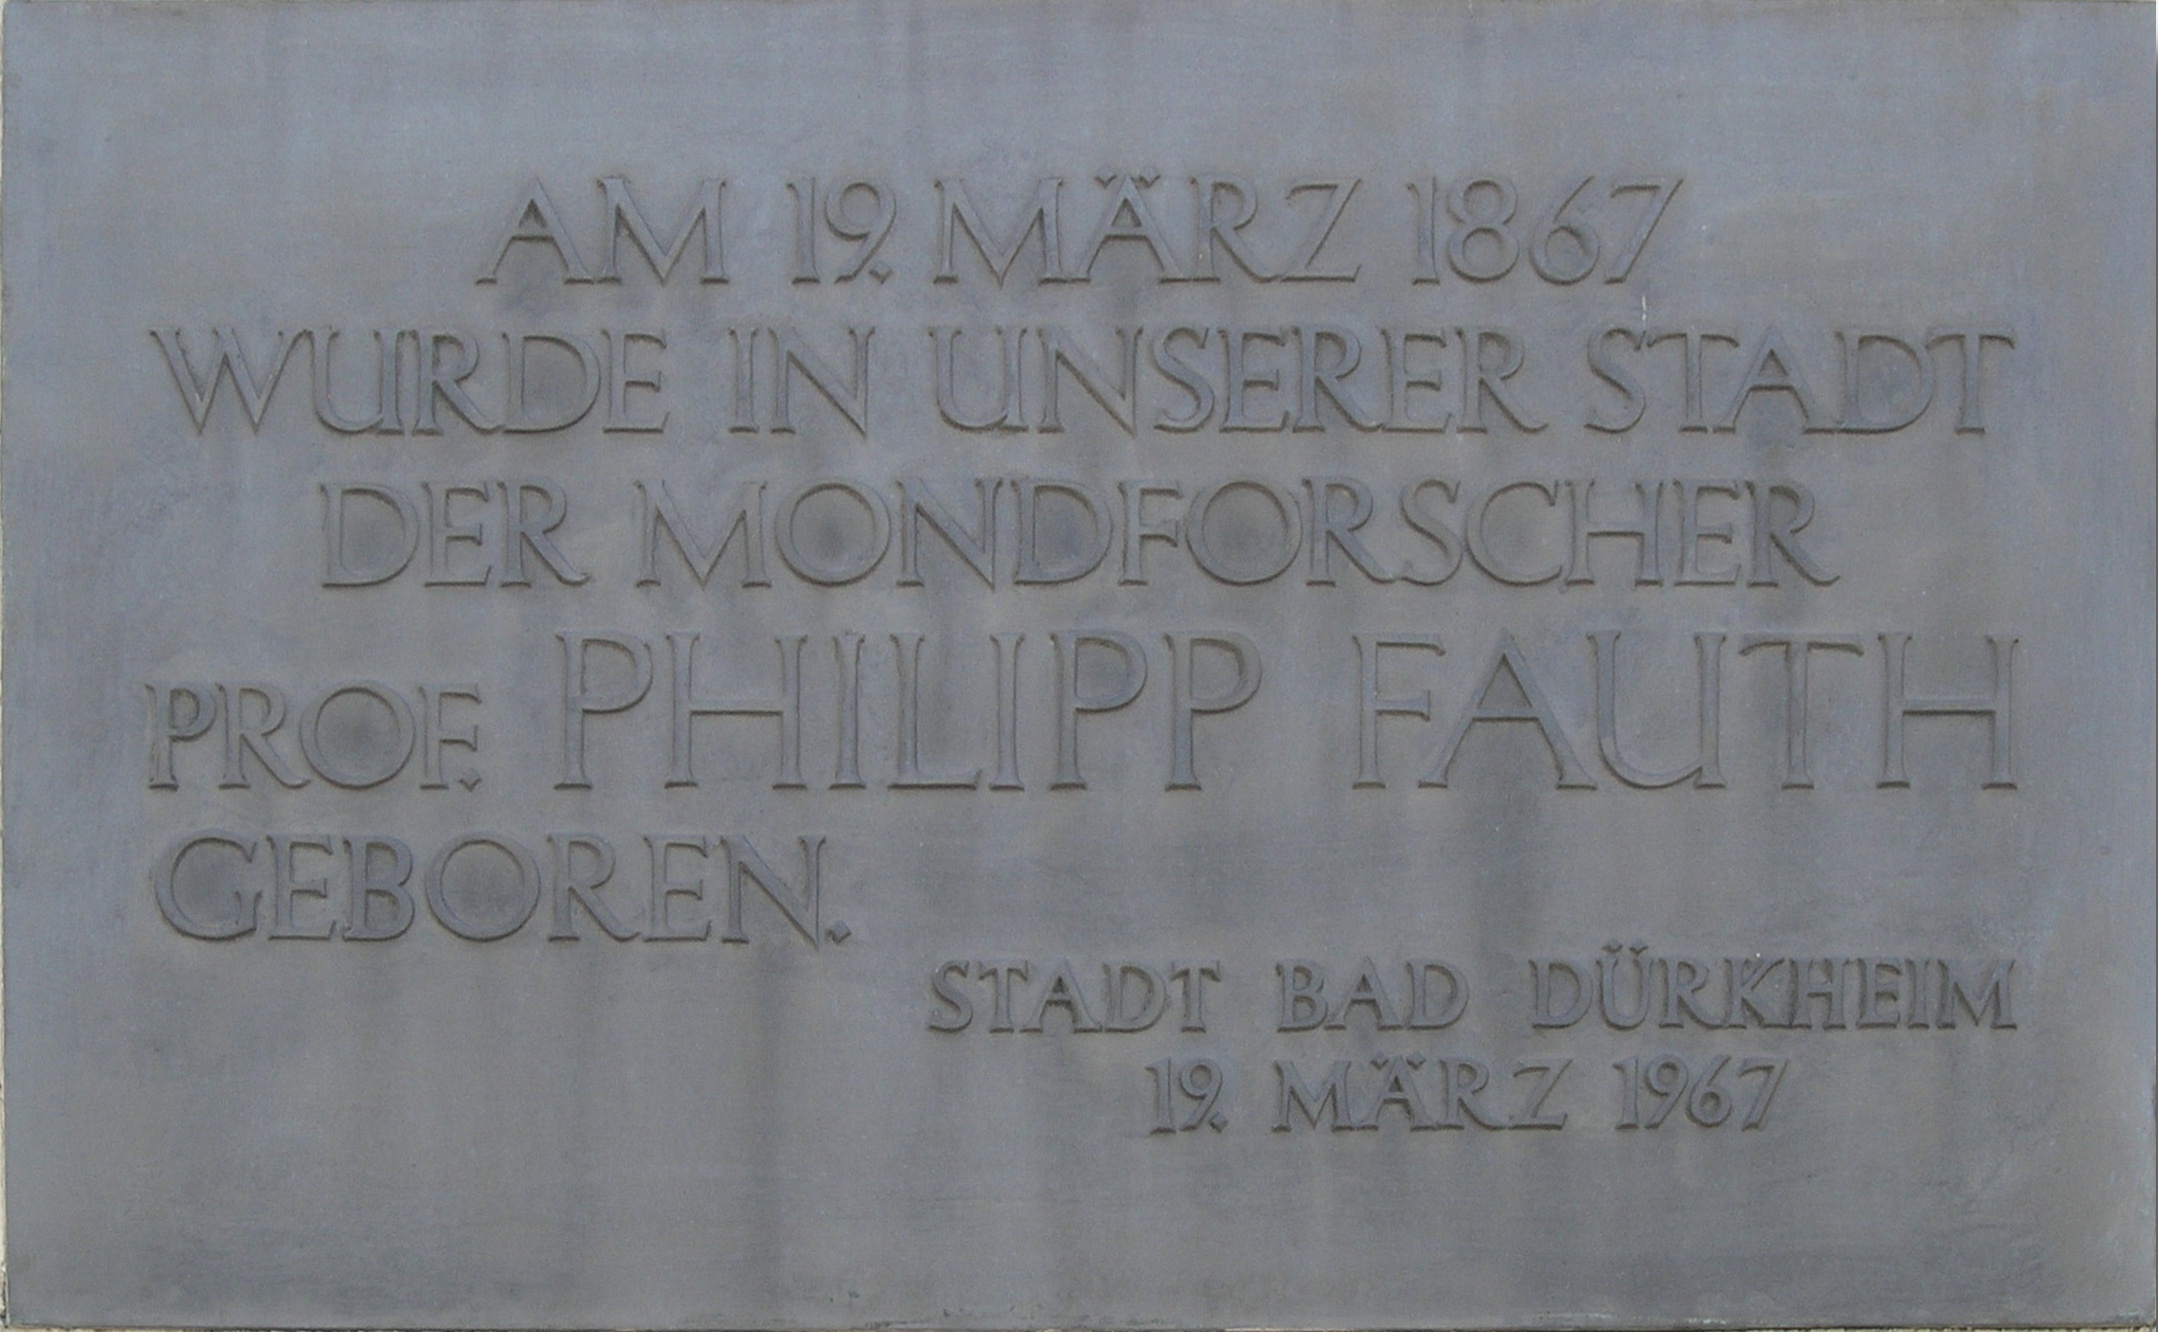 AM 19. MÄRZ 1867
WURDE IN UNSERER STADT
DER MONDFORSCHER
PROF. PHILIPP FAUTH
GEBOREN.
STADT BAD DÜRKHEIM
19. MÄRZ 1967